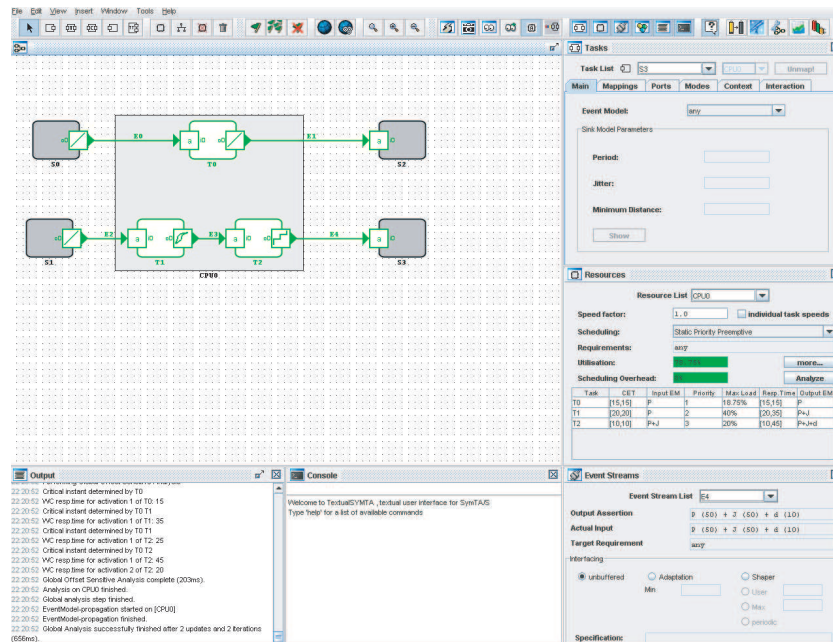 File Edit View Insert Window Tools Help
Tasks
Task List S3 CPU0 Unmap!
Main Mappings Ports Modes Context Interaction
Event Model: any
Sink Model Parameters
Period:
Jitter:
Minimum Distance:
Show
s0 E0 a i0 s0 E1 a i0
S0 T0 S2
s0 E2 a i0 s0 E3 a i0 s0 E4 a i0
S1 T1 T2 S3
CPU0
Resources
Resource List CPU0
Speed factor: 1.0 individual task speeds
Scheduling: Static Priority Preemptive
Requirements: any
Utilisation: more...
Scheduling Overhead: Analyze
Task CET Input EM Priority Max Load Resp.Time Output EM
T0 [15,15] P 1 18.75% [15,15] P
T1 [20,20] P 2 40% [20,35] P+J
T2 [10,10] P+J 3 20% [10,45] P+J+d
Output
22:20:52 Critical instant determined by T0
22:20:52 WC resp.time for activation 1 of T0: 15
22:20:52 Critical instant determined by T0 T1
22:20:52 WC resp.time for activation 1 of T1: 35
22:20:52 Critical instant determined by T0 T1
22:20:52 WC resp.time for activation 1 of T2: 25
22:20:52 Critical instant determined by T0 T2
22:20:52 WC resp.time for activation 1 of T2: 45
22:20:52 WC resp.time for activation 2 of T2: 20
22:20:52 Global Offset Sensitive Analysis complete (203ms).
22:20:52 Analysis on CPU0 finished.
22:20:52 Global analysis step finished.
22:20:52 EventModel-propagation started on [CPU0]
22:20:52 EventModel-propagation finished.
22:20:52 Global Analysis successfully finished after 2 updates and 2 iterations
(656ms).
Console
Welcome to TextualSYMTA , textual user interface for SymTA/S
Type 'help' for a list of available commands
Event Streams
Event Stream List E4
Output Assertion P (50) + J (50) + d (10)
Actual Input P (50) + J (50) + d (10)
Target Requirement any
Interfacing
unbuffered Adaptation Shaper
Min User
Max
periodic
Specification: